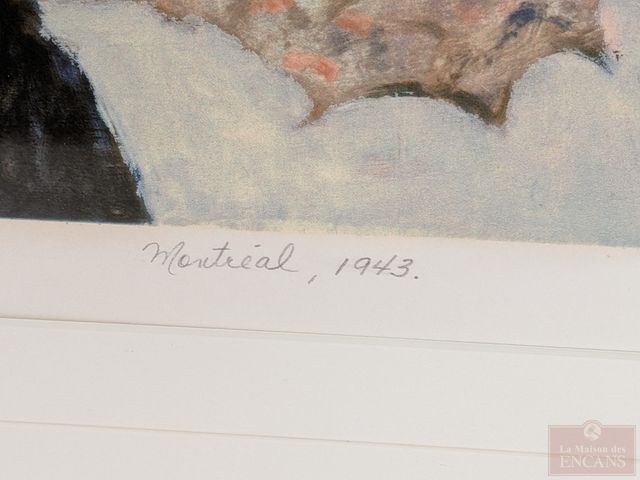 Montréal, 1943.
La Maison des
ENCANS